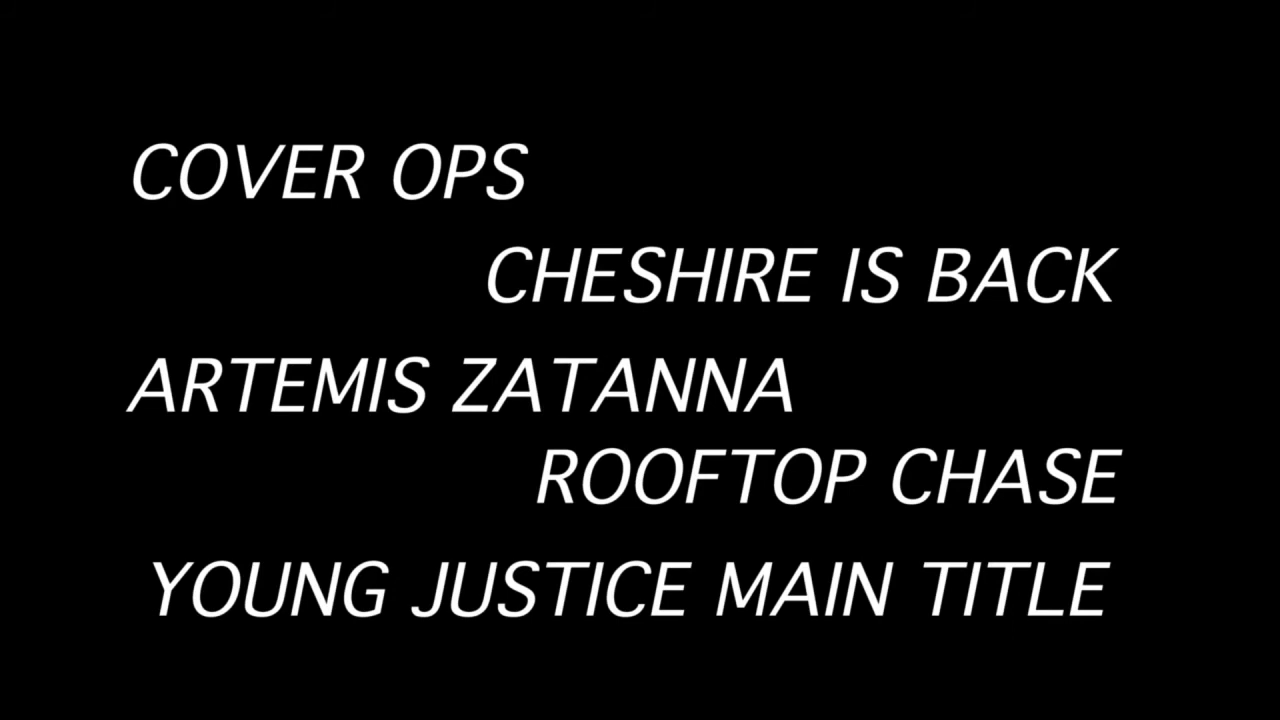 COVER OPS
CHESHIRE IS BACK
ARTEMIS ZATANNA
ROOFTOP CHASE
YOUNG JUSTICE MAIN TITLE